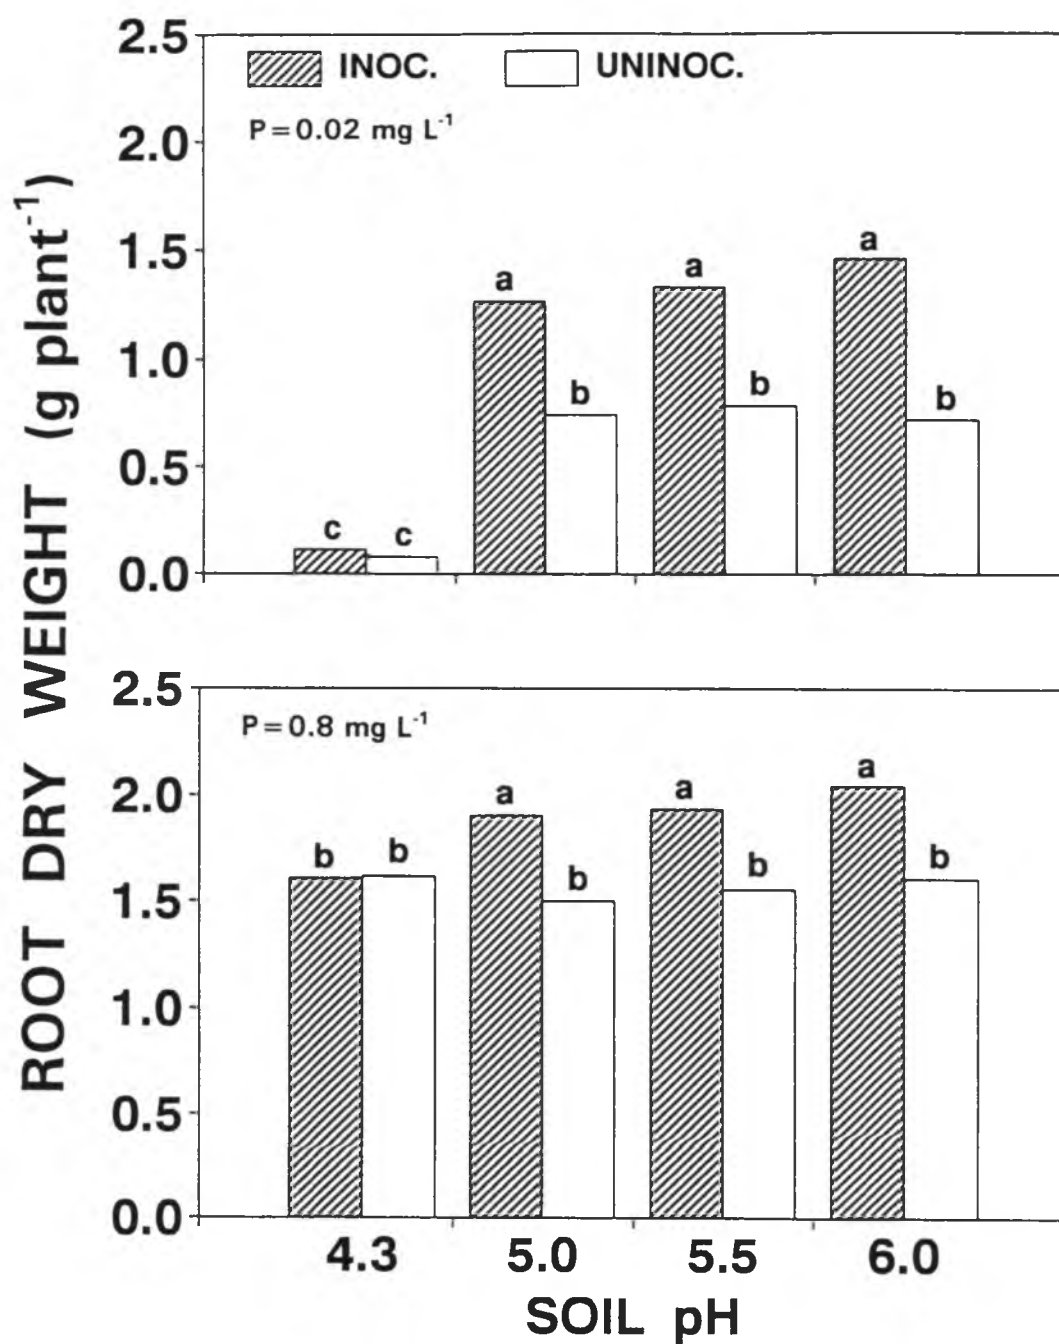 ROOT DRY WEIGHT (g plant⁻¹)
2.5
INOC. UNINOC.
P=0.02 mg L⁻¹
2.0
1.5
a a a
1.0
b b b
0.5
c c
0.0
2.5
P=0.8 mg L⁻¹
2.0
a a a
b b b b b
1.5
1.0
0.5
0.0
4.3 5.0 5.5 6.0
SOIL pH